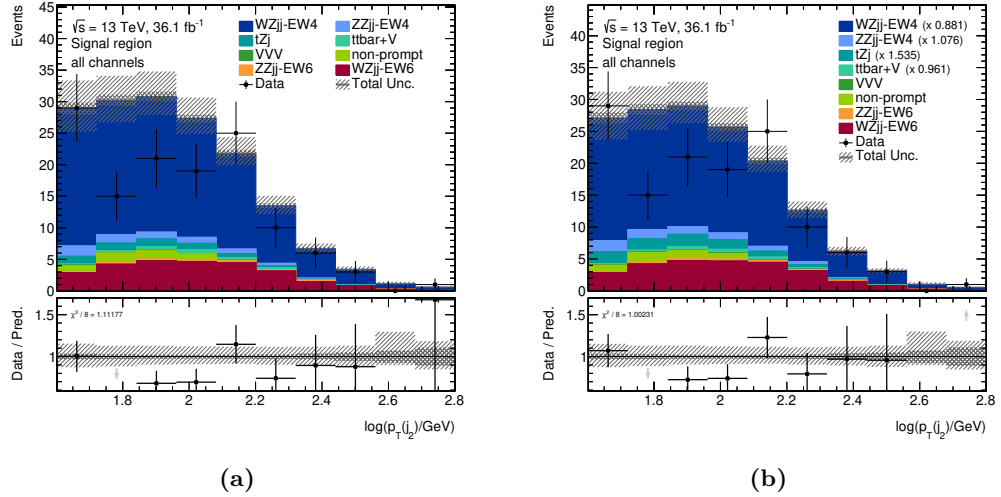 Events
45
40
35
30
25
20
15
10
5
0
√s = 13 TeV, 36.1 fb⁻¹
Signal region
all channels
WZjj-EW4
ZZjj-EW4
tZj
ttbar+V
VVV
non-prompt
ZZjj-EW6
WZjj-EW6
Data
Total Unc.
Data / Pred.
1.5
1
χ² / 8 = 1.11177
1.8
2
2.2
2.4
2.6
2.8
log(p_T(j_2)/GeV)
(a)
Events
40
35
30
25
20
15
10
5
0
√s = 13 TeV, 36.1 fb⁻¹
Signal region
all channels
WZjj-EW4 (x 0.881)
ZZjj-EW4 (x 1.076)
tZj (x 1.535)
ttbar+V (x 0.961)
VVV
non-prompt
ZZjj-EW6
WZjj-EW6
Data
Total Unc.
Data / Pred.
1.5
1
χ² / 8 = 1.00231
1.8
2
2.2
2.4
2.6
2.8
log(p_T(j_2)/GeV)
(b)